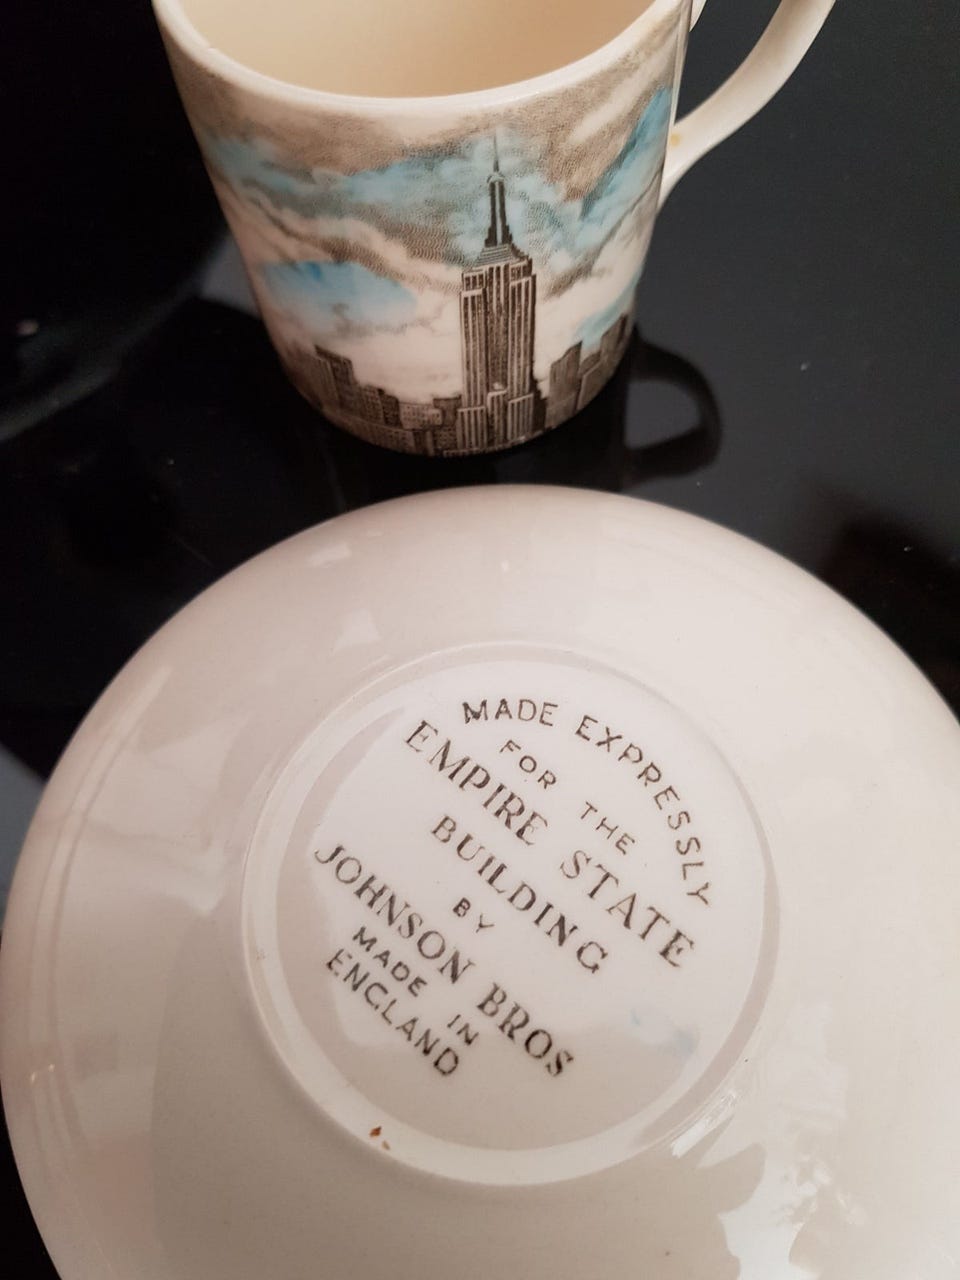 MADE EXPRESSLY
FOR THE
EMPIRE STATE
BUILDING
BY
JOHNSON BROS
MADE IN
ENGLAND